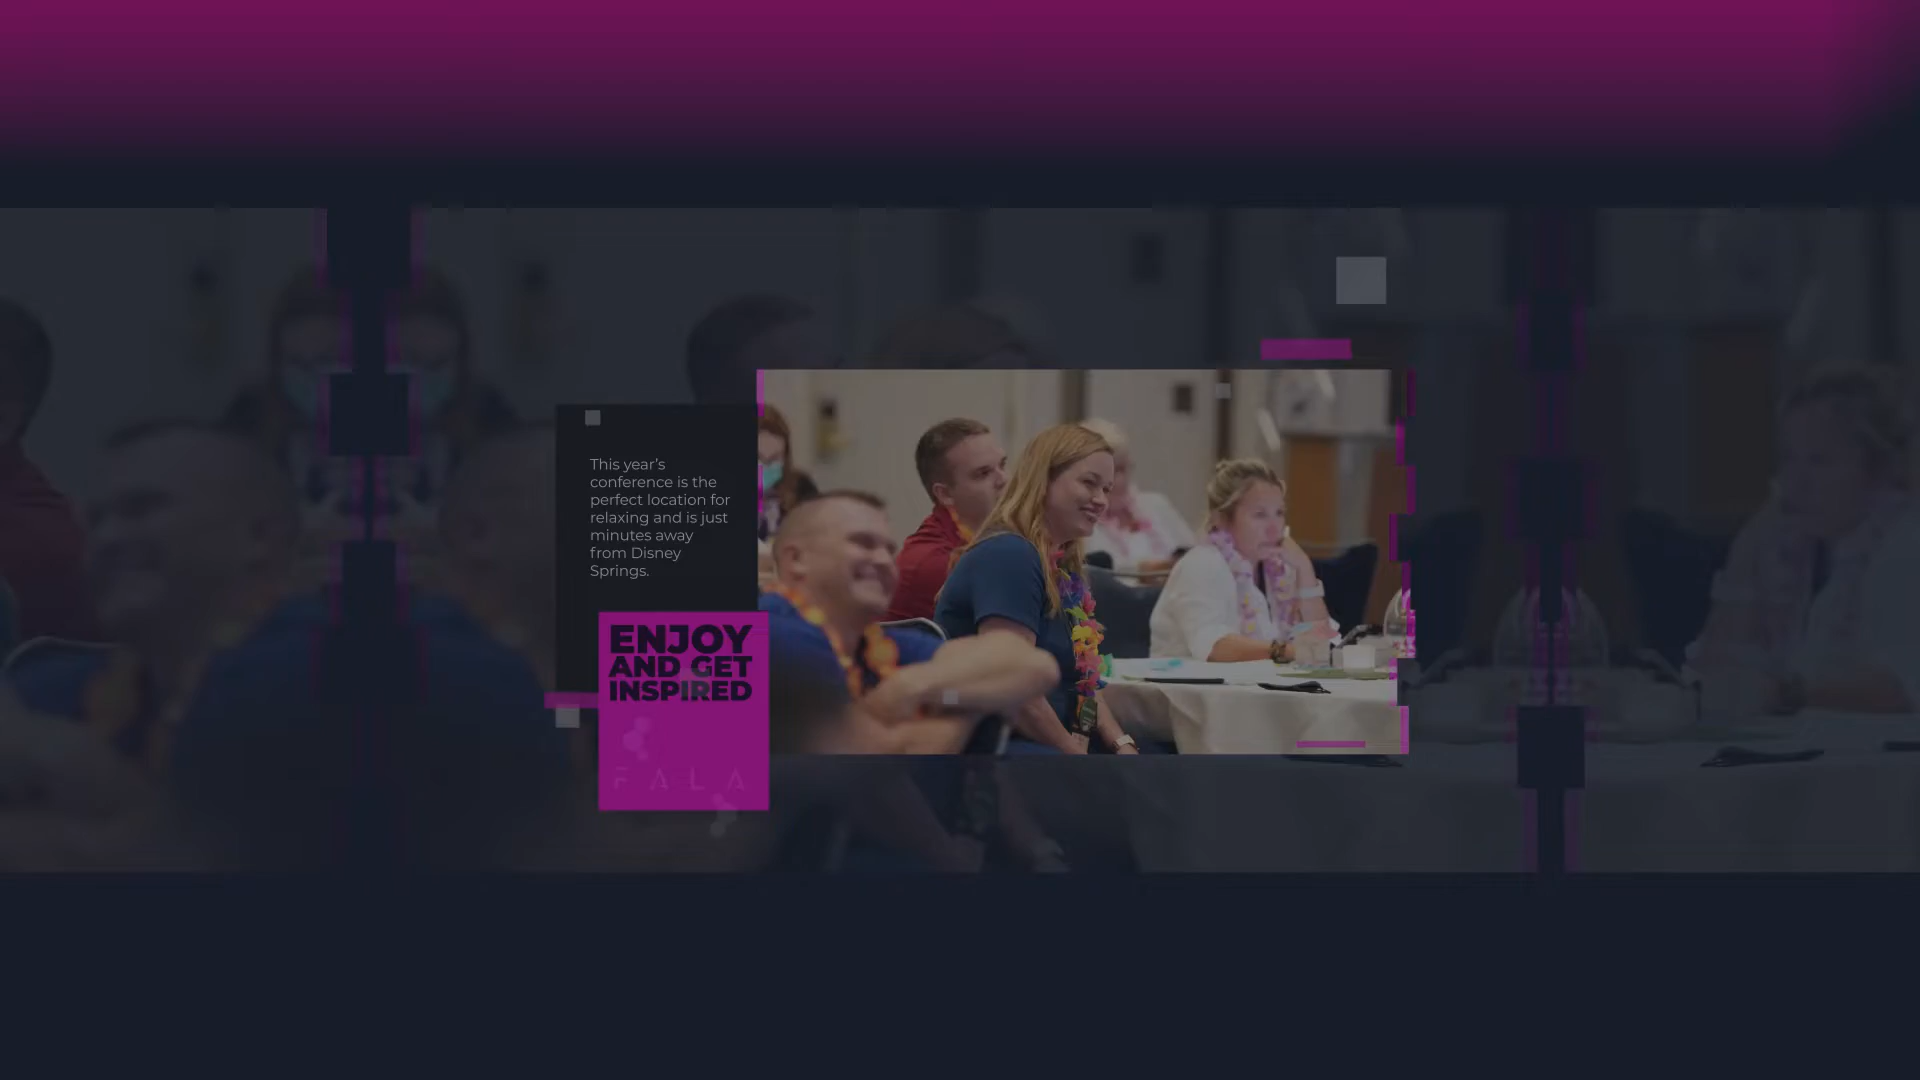 This year's
conference is the
perfect location for
relaxing and is just
minutes away
from Disney
Springs.
ENJOY
AND GET
INSPIRED
FALA